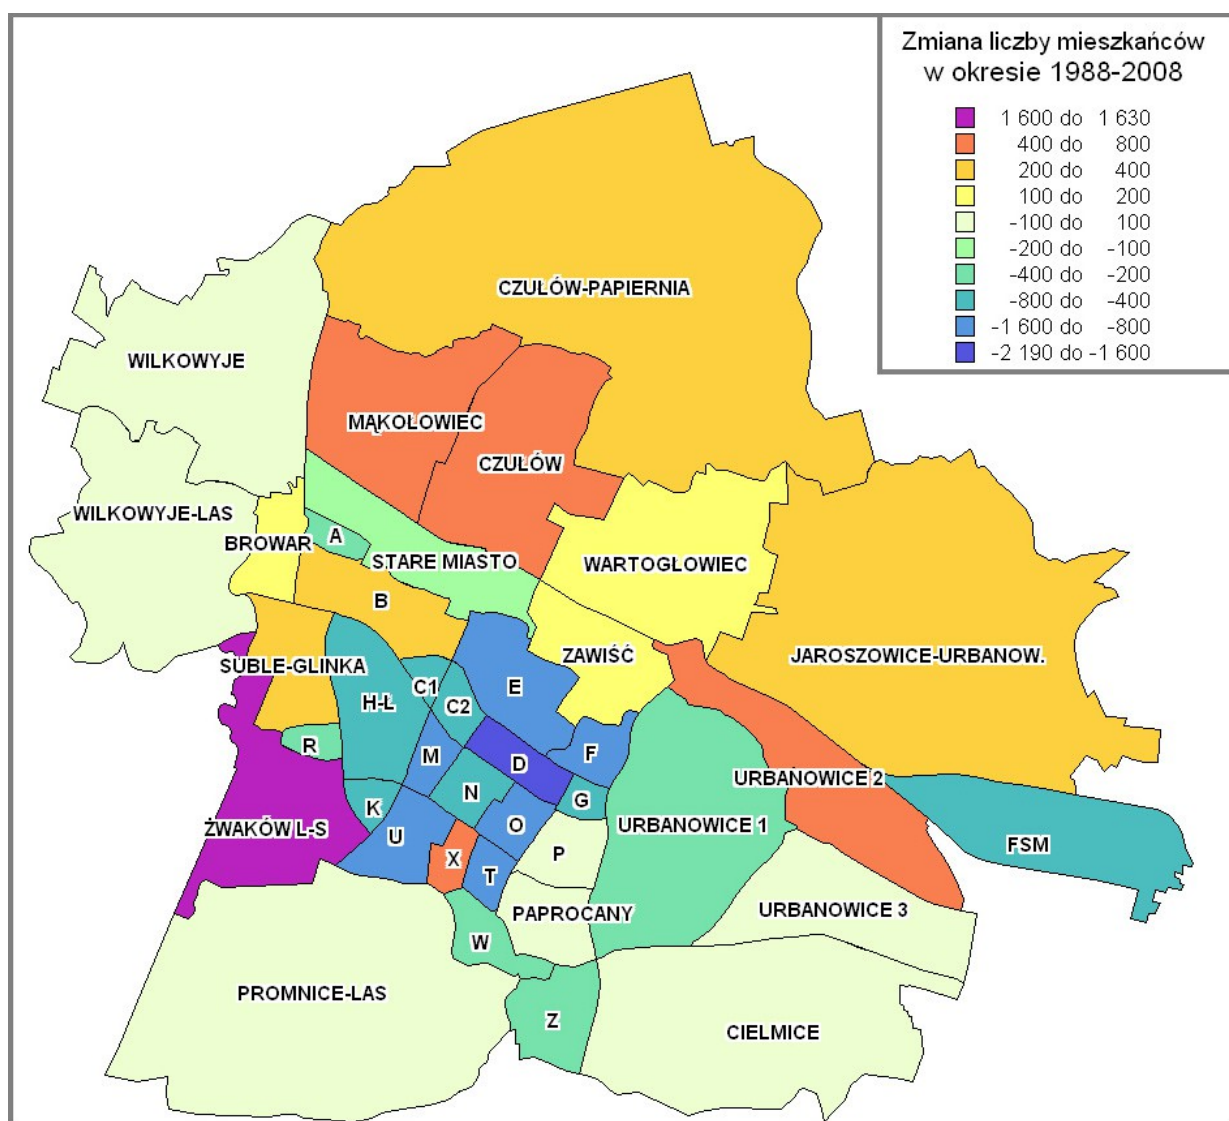 Zmiana liczby mieszkańców
w okresie 1988-2008
1 600 do 1 630
400 do 800
200 do 400
100 do 200
-100 do 100
-200 do -100
-400 do -200
-800 do -400
-1 600 do -800
-2 190 do -1 600
CZUŁÓW-PAPIERNIA
WILKOWYJE
MĄKOŁOWIEC
CZUŁÓW
WILKOWYJE-LAS
BROWAR
A
STARE MIASTO
WARTOGŁOWIEC
B
SUBLE-GLINKA
ZAWIŚĆ
JAROSZOWICE-URBANOW.
C1
E
H-Ł
C2
R
M
D
F
URBANOWICE 2
K
N
G
ŻWAKÓW L-S
U
O
URBANOWICE 1
FSM
X
P
T
PAPROCANY
URBANOWICE 3
W
PROMNICE-LAS
Z
CIELMICE